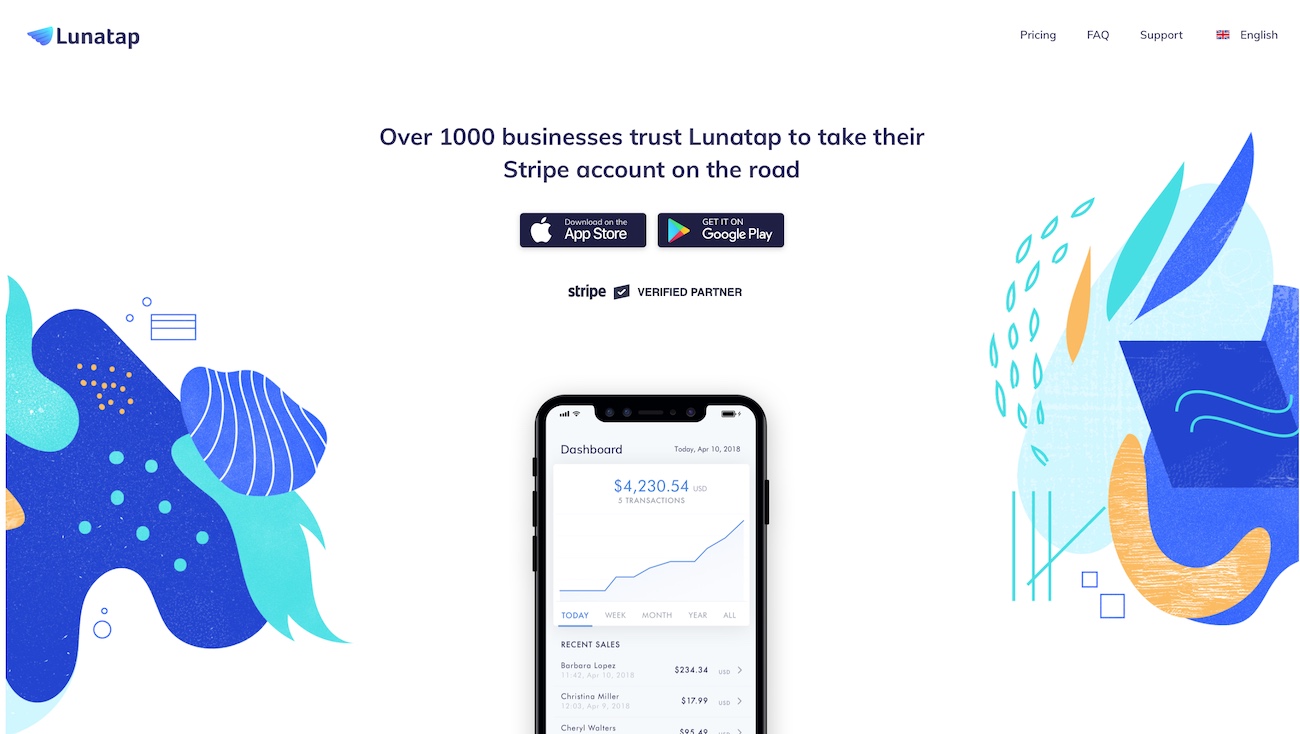 Lunatap
Pricing
FAQ
Support
English
Over 1000 businesses trust Lunatap to take their
Stripe account on the road
Download on the
App Store
GET IT ON
Google Play
stripe VERIFIED PARTNER
Dashboard
Today, Apr 10, 2018
$4,230.54 USD
5 TRANSACTIONS
TODAY WEEK MONTH YEAR ALL
RECENT SALES
Barbara Lopez
$234.34 USD
11:42, Apr 10, 2018
Christina Miller
$17.99 USD
12:03, Apr 9, 2018
Cheryl Walters
$95.49 USD